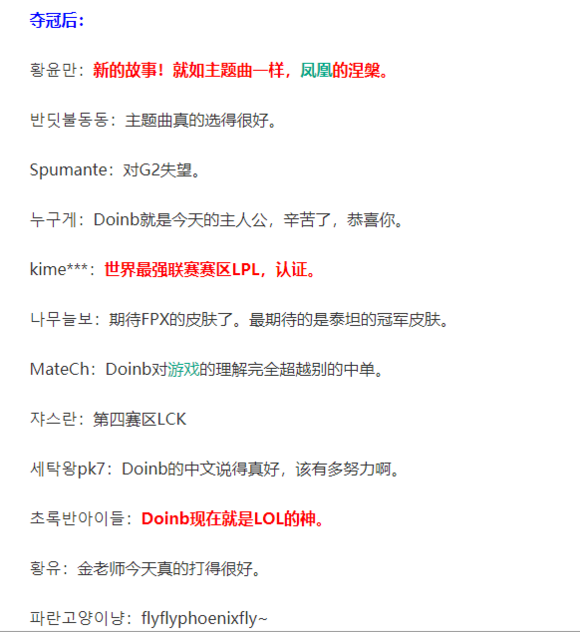 夺冠后：
황윤만：新的故事！就如主题曲一样，凤凰的涅槃。
반딧불동동：主题曲真的选得很好。
Spumante：对G2失望。
누구게：Doinb就是今天的主人公，辛苦了，恭喜你。
kime***：世界最强联赛赛区LPL，认证。
나무늘보：期待FPX的皮肤了。最期待的是泰坦的冠军皮肤。
MateCh：Doinb对游戏的理解完全超越别的中单。
쟈스란：第四赛区LCK
세탁왕pk7：Doinb的中文说得真好，该有多努力啊。
초록반아이들：Doinb现在就是LOL的神。
황유：金老师今天真的打得很好。
파란고양이냥：flyflyphoenixfly~